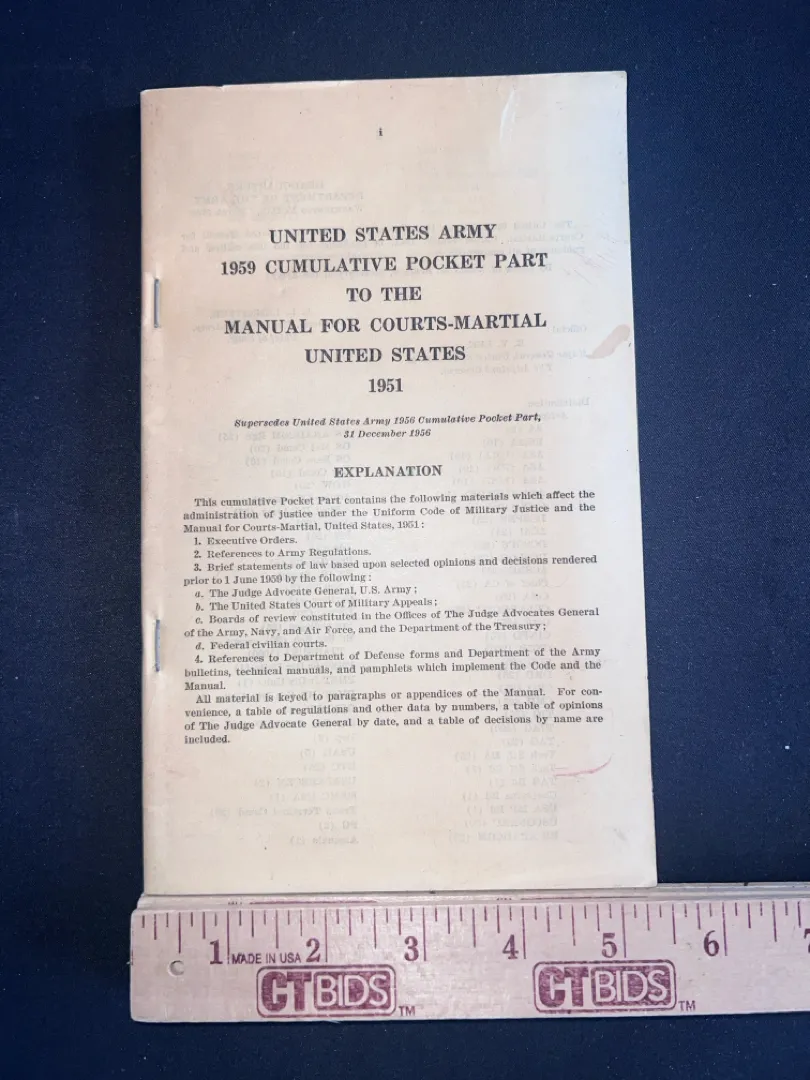 i
UNITED STATES ARMY
1959 CUMULATIVE POCKET PART
TO THE
MANUAL FOR COURTS-MARTIAL
UNITED STATES
1951
Supersedes United States Army 1956 Cumulative Pocket Part,
31 December 1956
EXPLANATION
This cumulative Pocket Part contains the following materials which affect the
administration of justice under the Uniform Code of Military Justice and the
Manual for Courts-Martial, United States, 1951:
1. Executive Orders.
2. References to Army Regulations.
3. Brief statements of law based upon selected opinions and decisions rendered
prior to 1 June 1959 by the following:
a. The Judge Advocate General, U.S. Army;
b. The United States Court of Military Appeals;
c. Boards of review constituted in the Offices of The Judge Advocates General
of the Army, Navy, and Air Force, and the Department of the Treasury;
d. Federal civilian courts.
4. References to Department of Defense forms and Department of the Army
bulletins, technical manuals, and pamphlets which implement the Code and the
Manual.
All material is keyed to paragraphs or appendices of the Manual. For con-
venience, a table of regulations and other data by numbers, a table of opinions
of The Judge Advocate General by date, and a table of decisions by name are
included.
1 MADE IN USA 2 3 4 5 6 7
CT BIDS TM CT BIDS TM